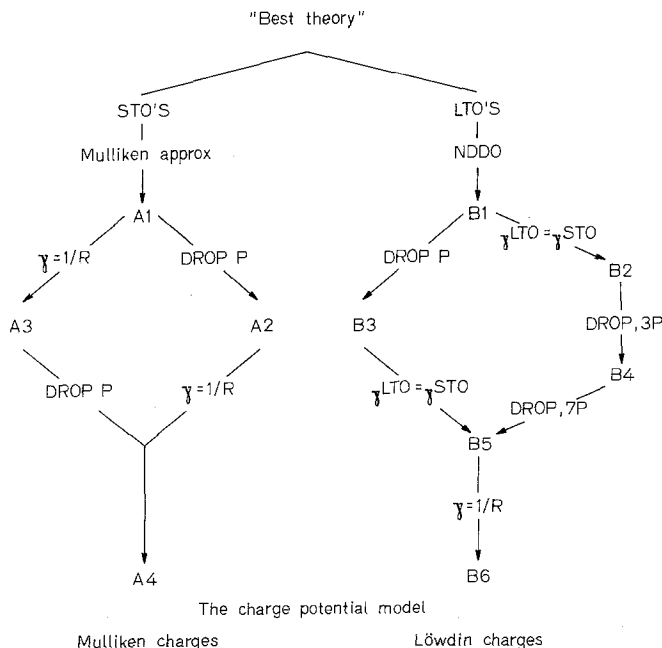 "Best theory"
STO'S
LTO'S
Mulliken approx
NDDO
A1
B1
γ=1/R
DROP P
DROP P
γLTO = γSTO
B2
A3
A2
B3
DROP,3P
DROP P
γ=1/R
γLTO = γSTO
B4
DROP,7P
B5
γ=1/R
A4
B6
The charge potential model
Mulliken charges
Löwdin charges